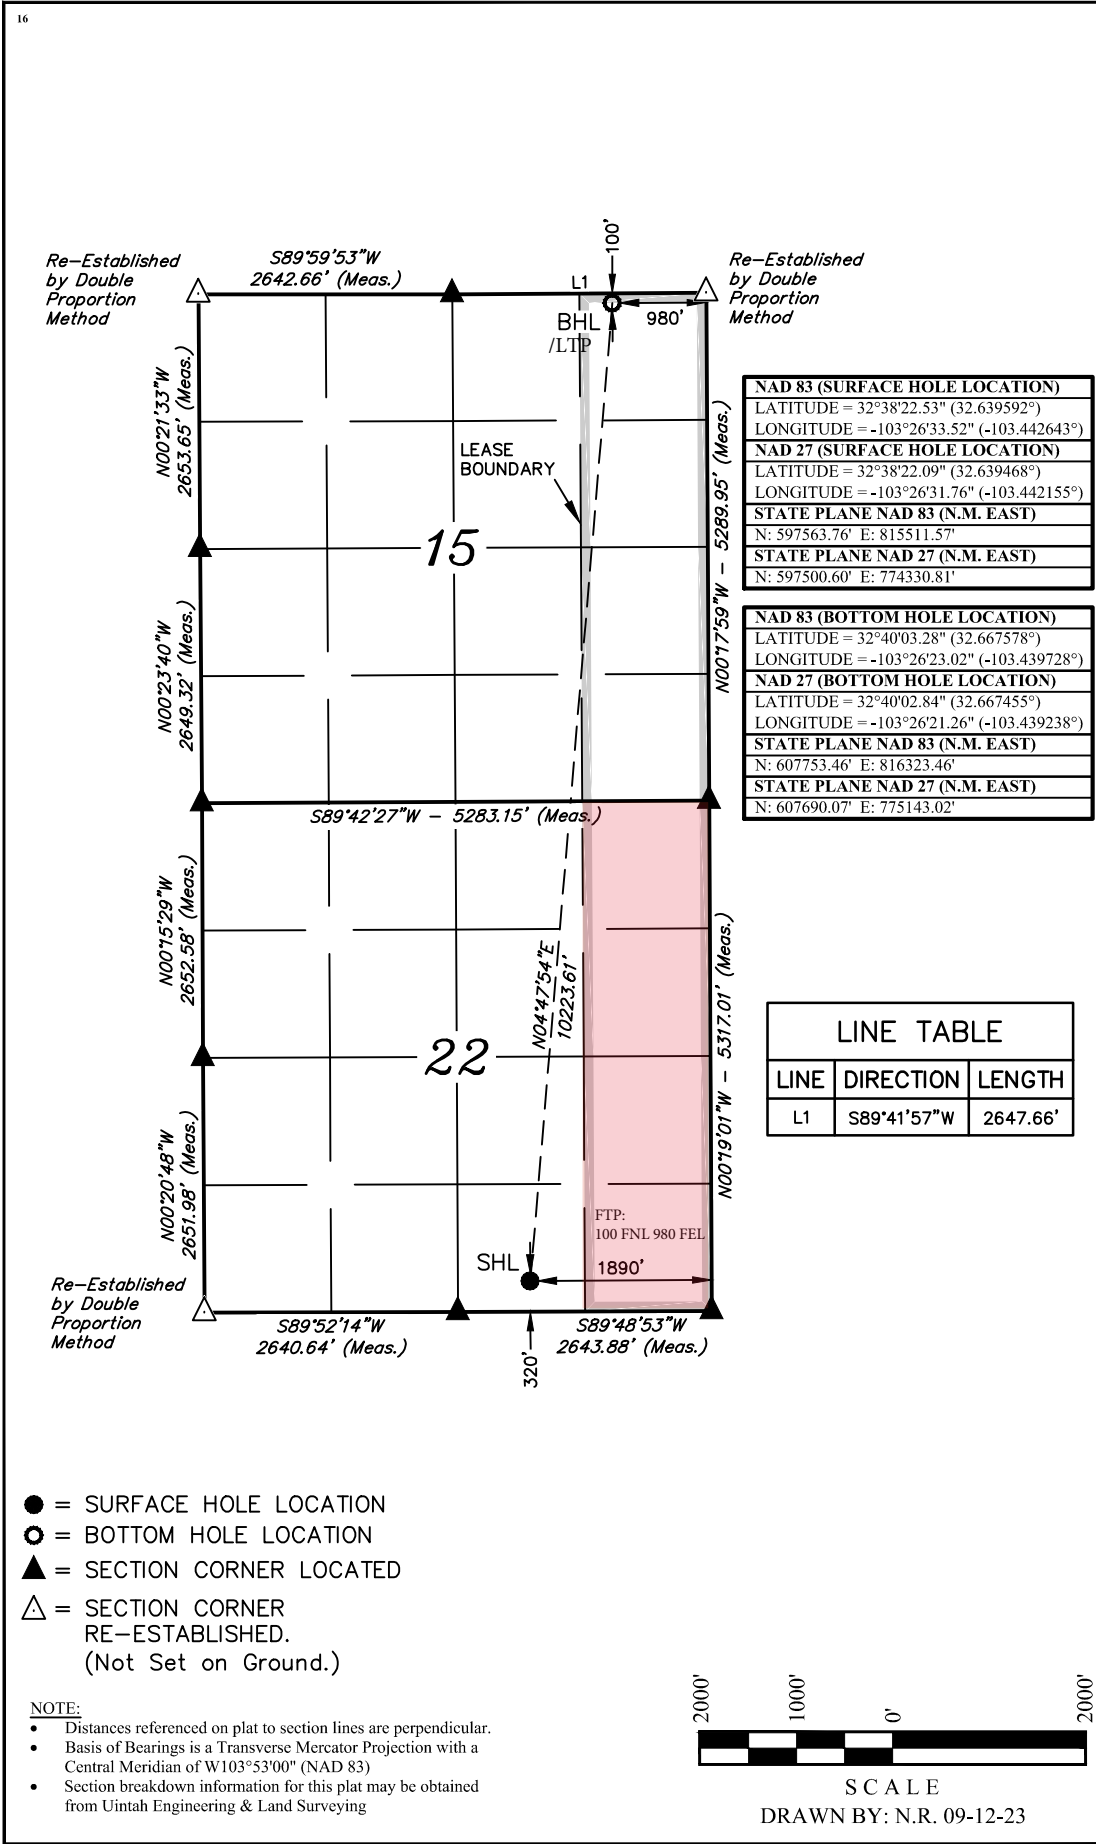 16
100'
Re-Established
by Double
Proportion
Method
S89°59'53"W
2642.66' (Meas.)
L1
Re-Established
by Double
Proportion
Method
BHL
/LTP
980'
N00°21'33"W
2653.65' (Meas.)
LEASE
BOUNDARY
15
N00°17'59"W - 5289.95' (Meas.)
NAD 83 (SURFACE HOLE LOCATION)
LATITUDE = 32°38'22.53" (32.639592°)
LONGITUDE = -103°26'33.52" (-103.442643°)
NAD 27 (SURFACE HOLE LOCATION)
LATITUDE = 32°38'22.09" (32.639468°)
LONGITUDE = -103°26'31.76" (-103.442155°)
STATE PLANE NAD 83 (N.M. EAST)
N: 597563.76' E: 815511.57'
STATE PLANE NAD 27 (N.M. EAST)
N: 597500.60' E: 774330.81'
NAD 83 (BOTTOM HOLE LOCATION)
LATITUDE = 32°40'03.28" (32.667578°)
LONGITUDE = -103°26'23.02" (-103.439728°)
NAD 27 (BOTTOM HOLE LOCATION)
LATITUDE = 32°40'02.84" (32.667455°)
LONGITUDE = -103°26'21.26" (-103.439238°)
STATE PLANE NAD 83 (N.M. EAST)
N: 607753.46' E: 816323.46'
STATE PLANE NAD 27 (N.M. EAST)
N: 607690.07' E: 775143.02'
N00°23'40"W
2649.32' (Meas.)
S89°42'27"W - 5283.15' (Meas.)
N00°15'29"W
2652.58' (Meas.)
N04°47'54"E
10223.61'
22
N00°19'01"W - 5317.01' (Meas.)
LINE TABLE
LINE DIRECTION LENGTH
L1 S89°41'57"W 2647.66'
N00°20'48"W
2651.98' (Meas.)
FTP:
100 FNL 980 FEL
SHL
1890'
Re-Established
by Double
Proportion
Method
S89°52'14"W
2640.64' (Meas.)
320'
S89°48'53"W
2643.88' (Meas.)
= SURFACE HOLE LOCATION
= BOTTOM HOLE LOCATION
= SECTION CORNER LOCATED
= SECTION CORNER
RE-ESTABLISHED.
(Not Set on Ground.)
NOTE:
• Distances referenced on plat to section lines are perpendicular.
• Basis of Bearings is a Transverse Mercator Projection with a
Central Meridian of W103°53'00" (NAD 83)
• Section breakdown information for this plat may be obtained
from Uintah Engineering & Land Surveying
2000' 1000' 0' 2000'
SCALE
DRAWN BY: N.R. 09-12-23